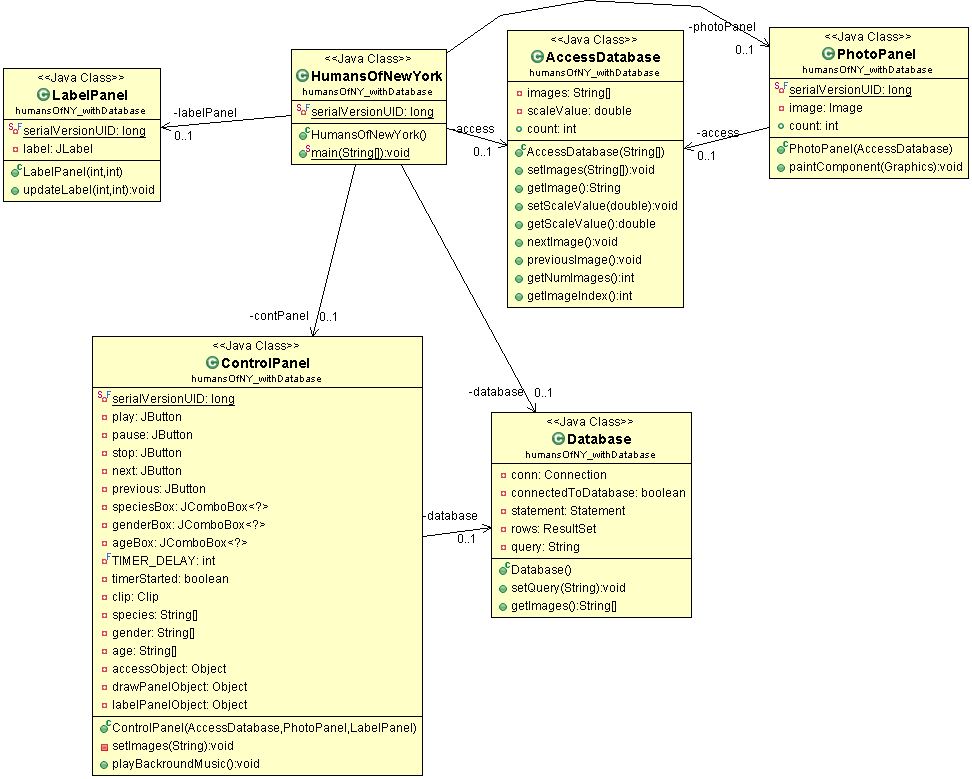 <<Java Class>>
LabelPanel
humansOfNY_withDatabase
serialVersionUID: long
label: JLabel
LabelPanel(int,int)
updateLabel(int,int):void
-labelPanel
0..1
<<Java Class>>
HumansOfNewYork
humansOfNY_withDatabase
serialVersionUID: long
HumansOfNewYork()
main(String[]):void
-access
0..1
<<Java Class>>
AccessDatabase
humansOfNY_withDatabase
images: String[]
scaleValue: double
count: int
AccessDatabase(String[])
setImages(String[]):void
getImage():String
setScaleValue(double):void
getScaleValue():double
nextImage():void
previousImage():void
getNumImages():int
getImageIndex():int
-photoPanel
0..1
<<Java Class>>
PhotoPanel
humansOfNY_withDatabase
serialVersionUID: long
image: Image
count: int
PhotoPanel(AccessDatabase)
paintComponent(Graphics):void
-access
0..1
-contPanel
0..1
<<Java Class>>
ControlPanel
humansOfNY_withDatabase
serialVersionUID: long
play: JButton
pause: JButton
stop: JButton
next: JButton
previous: JButton
speciesBox: JComboBox<?>
genderBox: JComboBox<?>
ageBox: JComboBox<?>
TIMER_DELAY: int
timerStarted: boolean
clip: Clip
species: String[]
gender: String[]
age: String[]
accessObject: Object
drawPanelObject: Object
labelPanelObject: Object
ControlPanel(AccessDatabase,PhotoPanel,LabelPanel)
setImages(String):void
playBackroundMusic():void
-database
0..1
-database
0..1
<<Java Class>>
Database
humansOfNY_withDatabase
conn: Connection
connectedToDatabase: boolean
statement: Statement
rows: ResultSet
query: String
Database()
setQuery(String):void
getImages():String[]